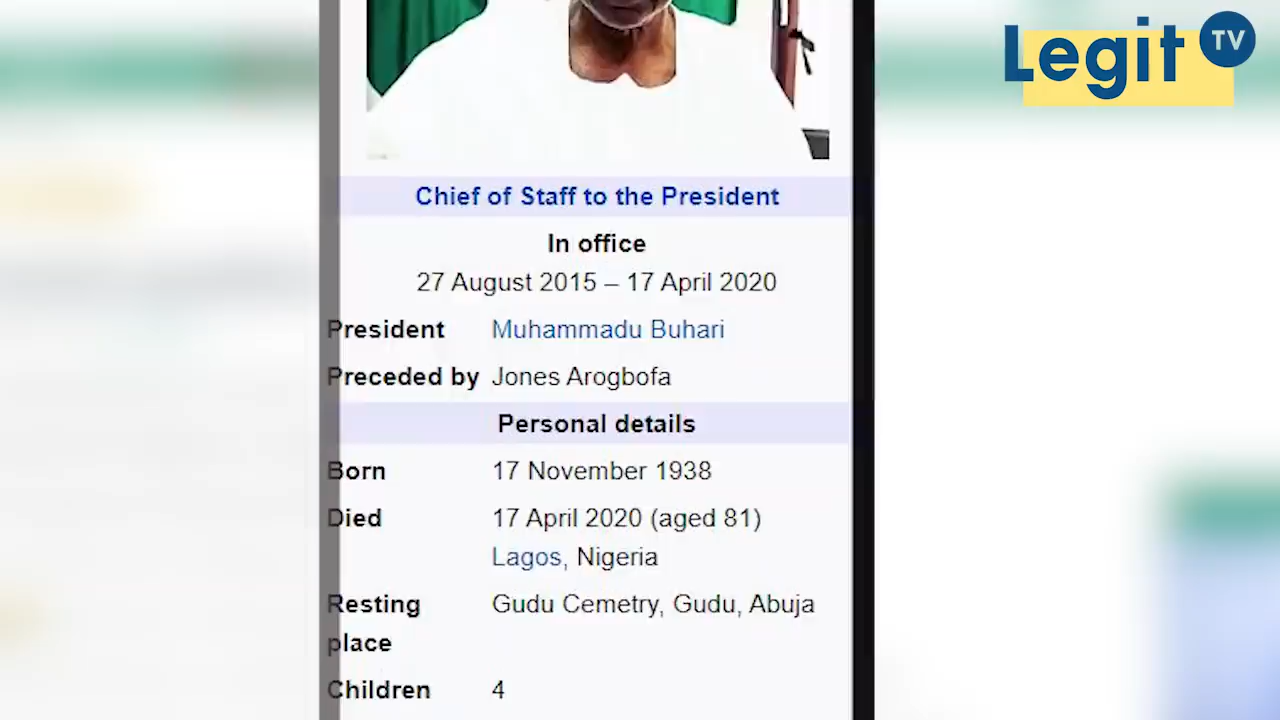 Legit TV
Chief of Staff to the President
In office
27 August 2015 – 17 April 2020
President Muhammadu Buhari
Preceded by Jones Arogbofa
Personal details
Born 17 November 1938
Died 17 April 2020 (aged 81)
Lagos, Nigeria
Resting Gudu Cemetry, Gudu, Abuja
place
Children 4